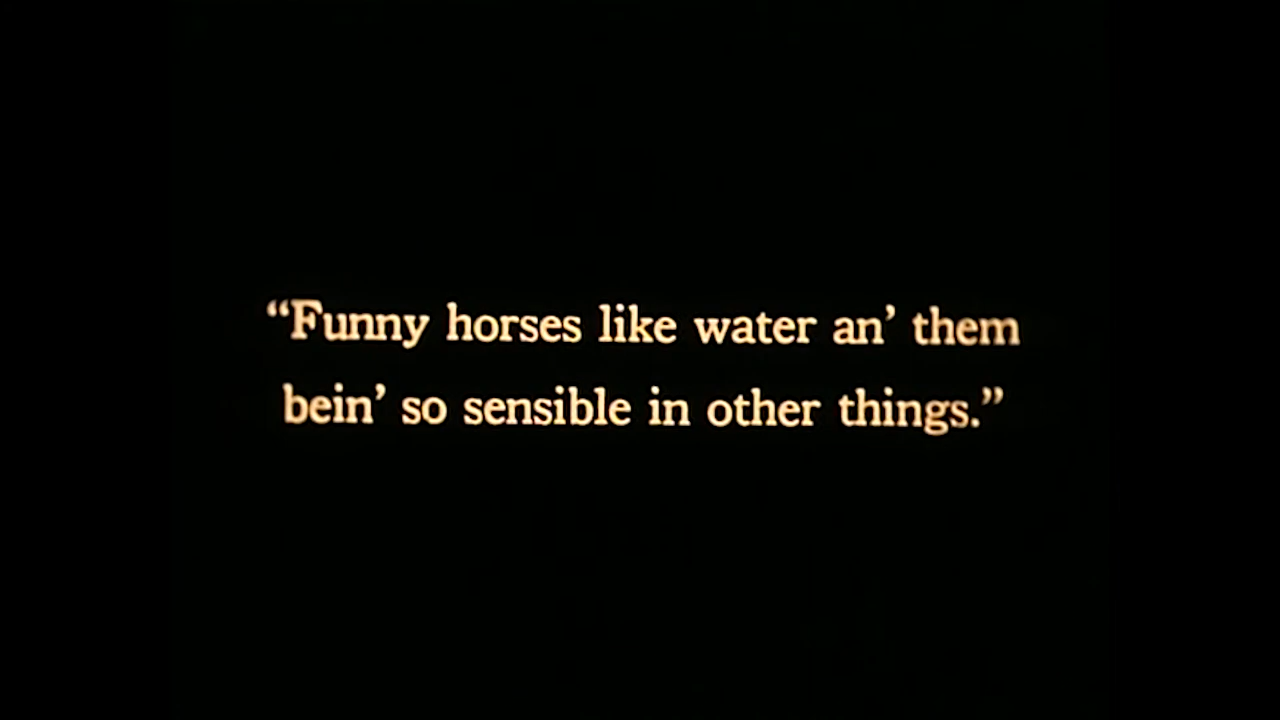 “Funny horses like water an’ them
bein’ so sensible in other things.”